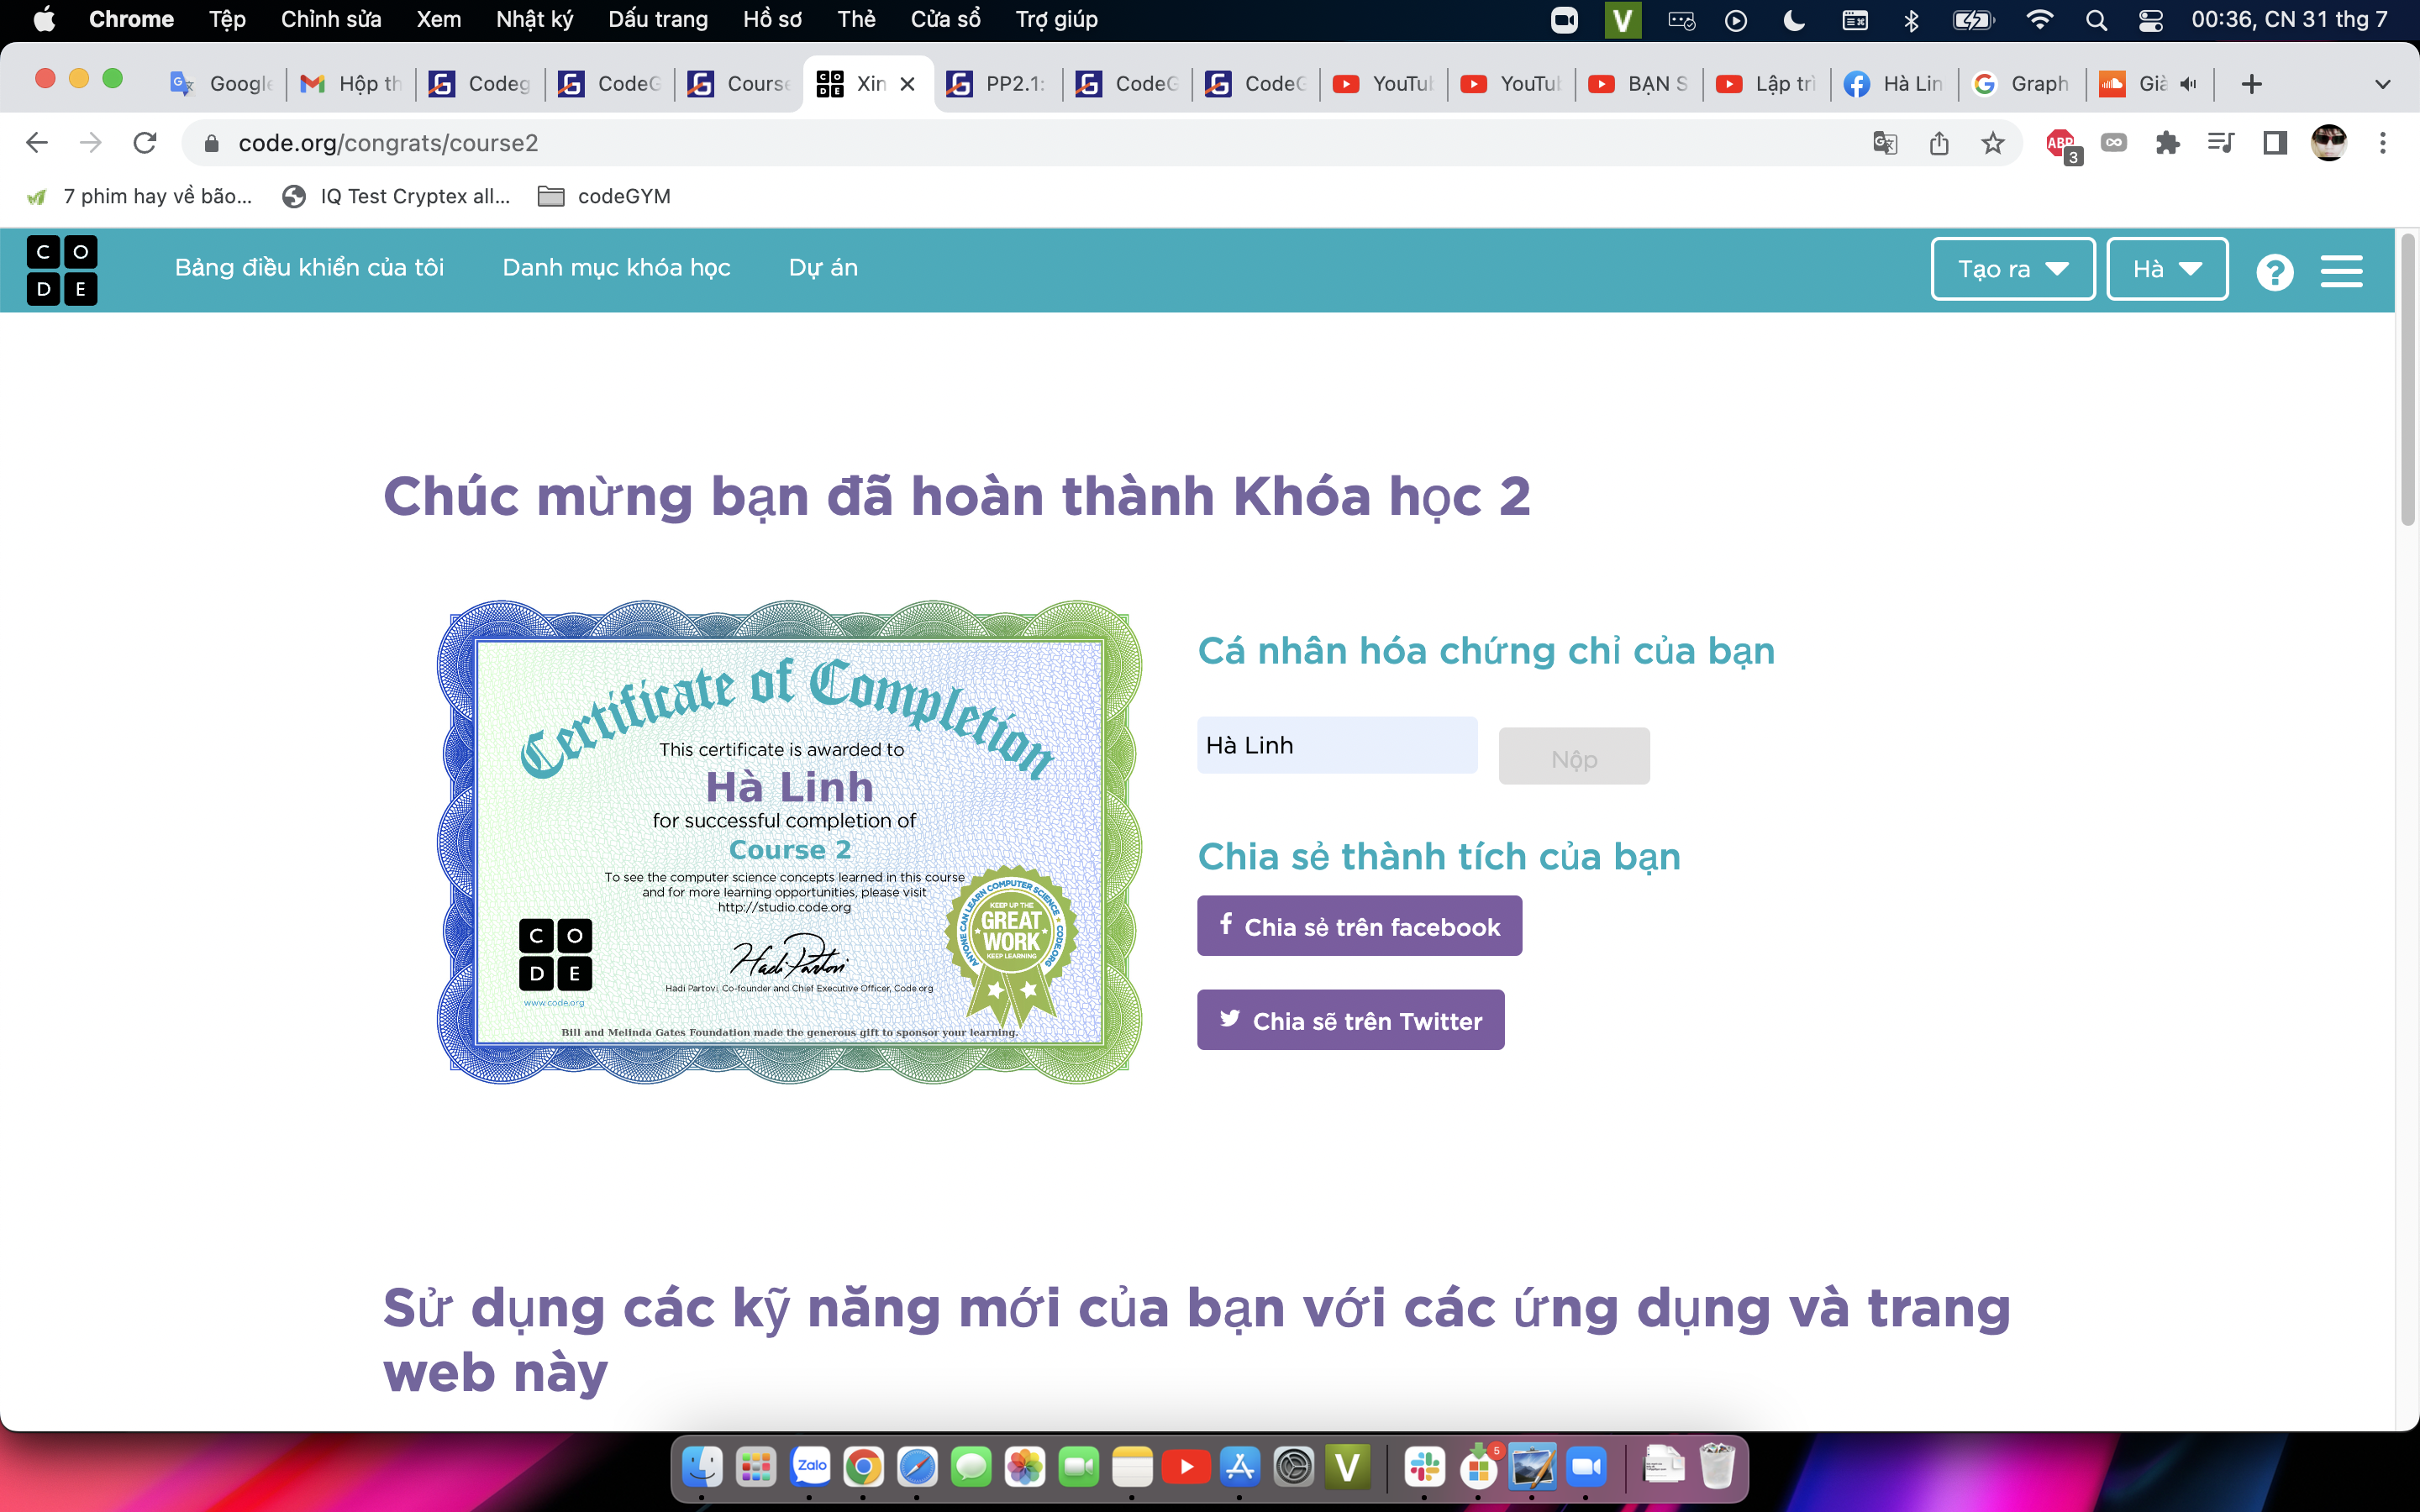 Chrome Tệp Chỉnh sửa Xem Nhật ký Dấu trang Hồ sơ Thẻ Cửa sổ Trợ giúp V 00:36, CN 31 thg 7
Google Hộp th Codeg CodeG Course Xin PP2.1: CodeG CodeG YouTub YouTub BẠN S Lập trì Hà Lin Graph Già
code.org/congrats/course2 ABP 3
7 phim hay về bão... IQ Test Cryptex all... codeGYM
CODE Bảng điều khiển của tôi Danh mục khóa học Dự án Tạo ra Hà ?
Chúc mừng bạn đã hoàn thành Khóa học 2
Certificate of Completion
This certificate is awarded to
Hà Linh
for successful completion of
Course 2
To see the computer science concepts learned in this course
and for more learning opportunities, please visit
http://studio.code.org
CODE
www.code.org
Hadi Partovi
Hadi Partovi, Co-founder and Chief Executive Officer, Code.org
ANYONE CAN LEARN COMPUTER SCIENCE
CODE.ORG
KEEP UP THE
GREAT
WORK
KEEP LEARNING
Bill and Melinda Gates Foundation made the generous gift to sponsor your learning.
Cá nhân hóa chứng chỉ của bạn
Hà Linh Nộp
Chia sẻ thành tích của bạn
Chia sẻ trên facebook
Chia sẽ trên Twitter
Sử dụng các kỹ năng mới của bạn với các ứng dụng và trang
web này
Zalo V 5